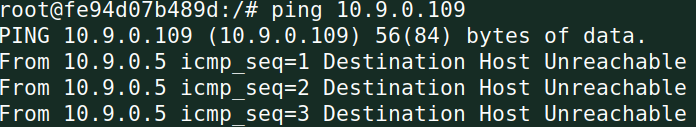 root@fe94d07b489d:/# ping 10.9.0.109
PING 10.9.0.109 (10.9.0.109) 56(84) bytes of data.
From 10.9.0.5 icmp_seq=1 Destination Host Unreachable
From 10.9.0.5 icmp_seq=2 Destination Host Unreachable
From 10.9.0.5 icmp_seq=3 Destination Host Unreachable